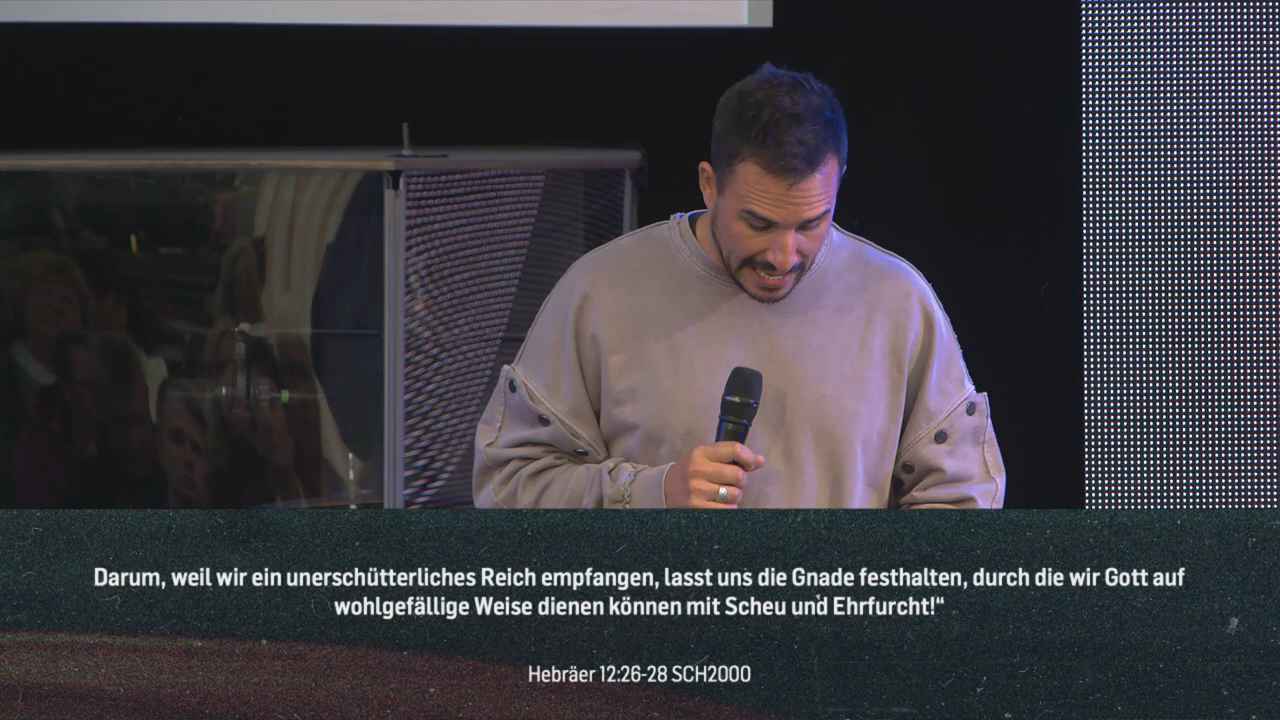 Darum, weil wir ein unerschütterliches Reich empfangen, lasst uns die Gnade festhalten, durch die wir Gott auf
wohlgefällige Weise dienen können mit Scheu und Ehrfurcht!“
Hebräer 12:26-28 SCH2000